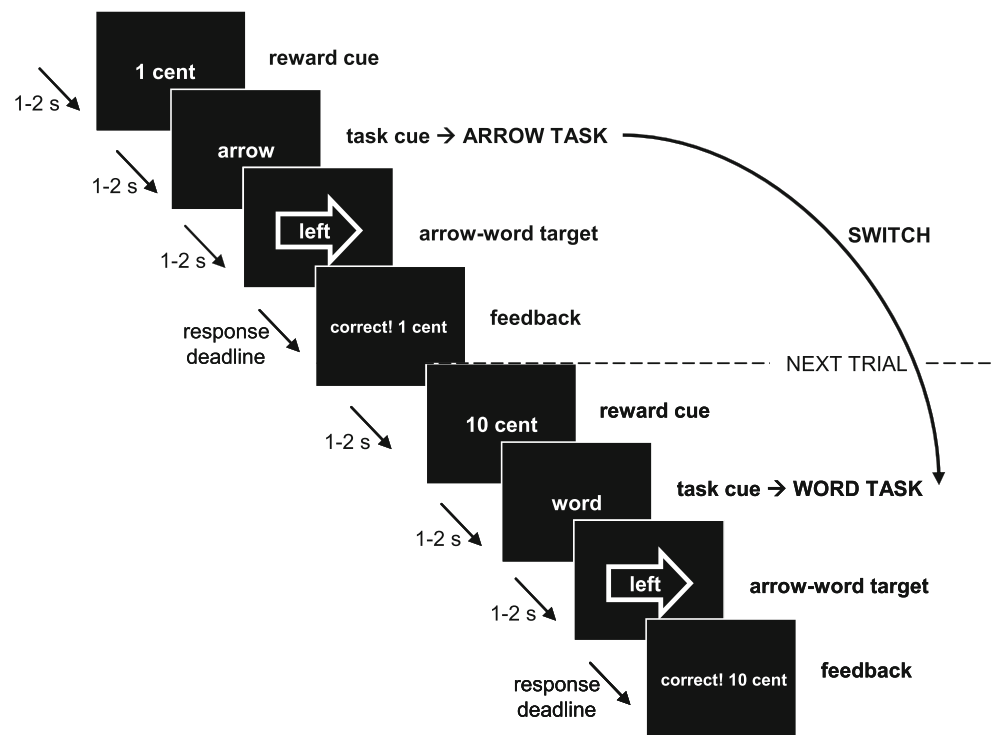 1 cent
reward cue
1-2 s
arrow
task cue → ARROW TASK
1-2 s
left
arrow-word target
SWITCH
1-2 s
correct! 1 cent
feedback
response
deadline
NEXT TRIAL
10 cent
reward cue
1-2 s
word
task cue → WORD TASK
1-2 s
left
arrow-word target
1-2 s
correct! 10 cent
feedback
response
deadline